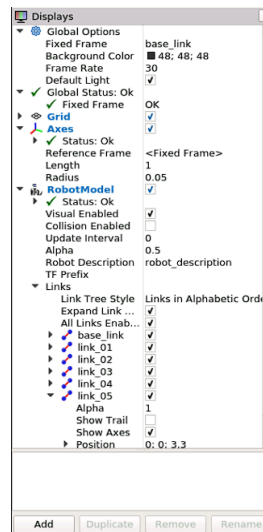 Displays
Global Options
Fixed Frame base_link
Background Color 48; 48; 48
Frame Rate 30
Default Light
Global Status: Ok
Fixed Frame OK
Grid
Axes
Status: Ok
Reference Frame <Fixed Frame>
Length 1
Radius 0.05
RobotModel
Status: Ok
Visual Enabled
Collision Enabled
Update Interval 0
Alpha 0.5
Robot Description robot_description
TF Prefix
Links
Link Tree Style Links in Alphabetic Orde
Expand Link ...
All Links Enab...
base_link
link_01
link_02
link_03
link_04
link_05
Alpha 1
Show Trail
Show Axes
Position 0; 0; 3.3
Add Duplicate Remove Rename